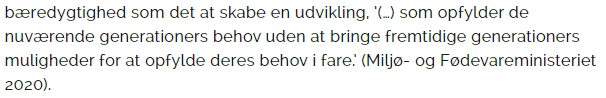 bæredygtighed som det at skabe en udvikling, '(…) som opfylder de
nuværende generationers behov uden at bringe fremtidige generationers
muligheder for at opfylde deres behov i fare.' (Miljø- og Fødevareministeriet
2020).